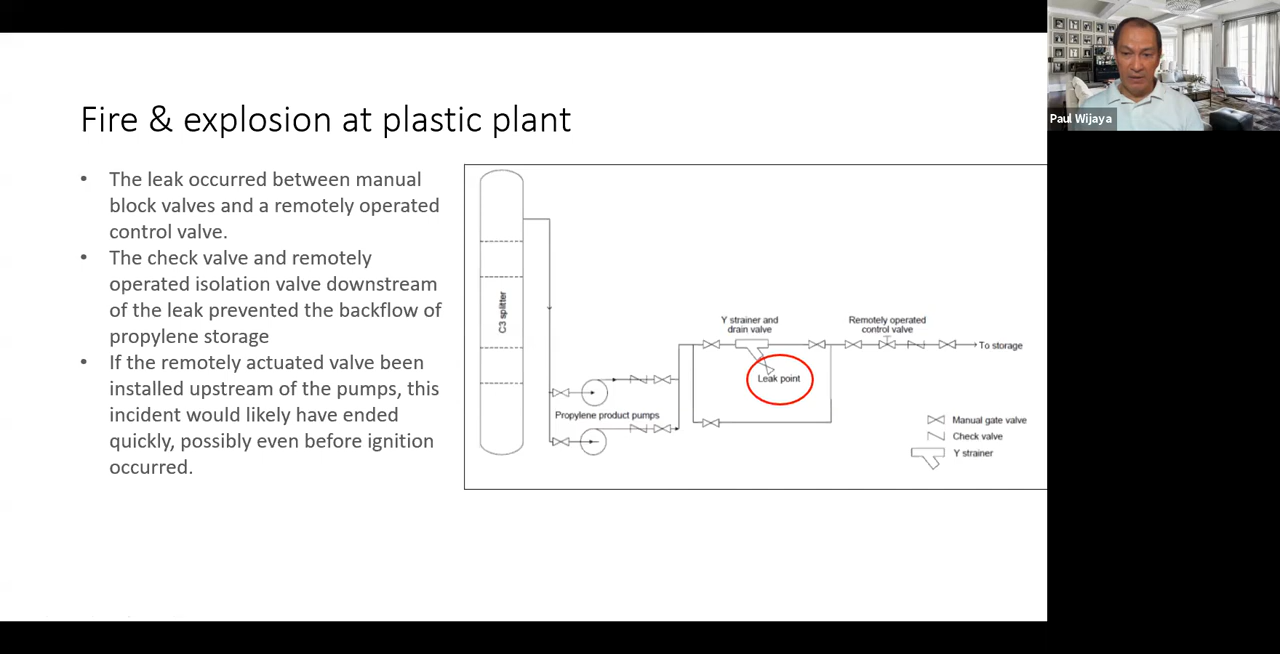 Fire & explosion at plastic plant
• The leak occurred between manual
block valves and a remotely operated
control valve.
• The check valve and remotely
operated isolation valve downstream
of the leak prevented the backflow of
propylene storage
• If the remotely actuated valve been
installed upstream of the pumps, this
incident would likely have ended
quickly, possibly even before ignition
occurred.
C3 splitter
Propylene product pumps
Y strainer and
drain valve
Leak point
Remotely operated
control valve
To storage
Manual gate valve
Check valve
Y strainer
Paul Wijaya